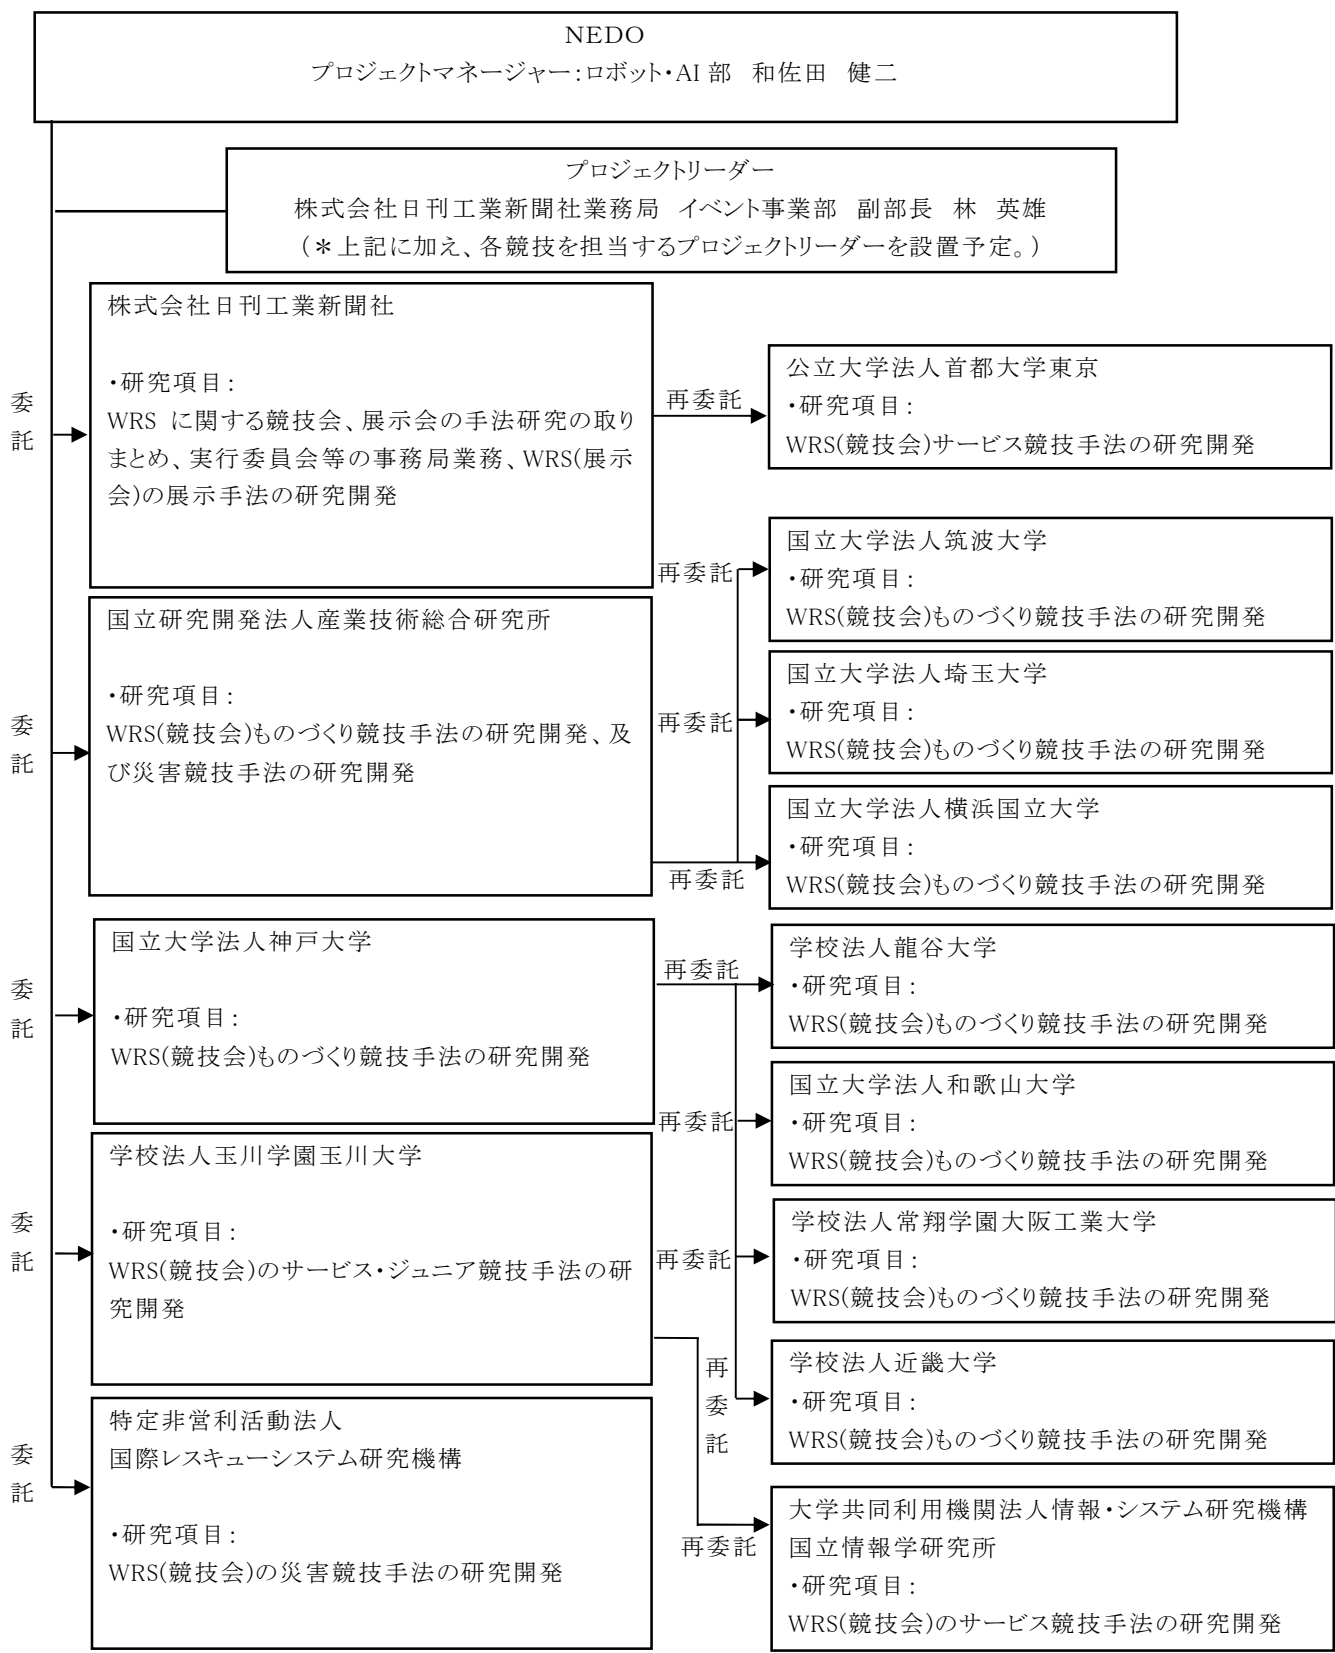 NEDO
プロジェクトマネージャー：ロボット・AI部 和佐田 健二
プロジェクトリーダー
株式会社日刊工業新聞社業務局 イベント事業部 副部長 林 英雄
（＊上記に加え、各競技を担当するプロジェクトリーダーを設置予定。）
委託
株式会社日刊工業新聞社
・研究項目：
WRS に関する競技会、展示会の手法研究の取り
まとめ、実行委員会等の事務局業務、WRS(展示
会)の展示手法の研究開発
再委託
公立大学法人首都大学東京
・研究項目：
WRS(競技会)サービス競技手法の研究開発
委託
国立研究開発法人産業技術総合研究所
・研究項目：
WRS(競技会)ものづくり競技手法の研究開発、及
び災害競技手法の研究開発
再委託
国立大学法人筑波大学
・研究項目：
WRS(競技会)ものづくり競技手法の研究開発
再委託
国立大学法人埼玉大学
・研究項目：
WRS(競技会)ものづくり競技手法の研究開発
再委託
国立大学法人横浜国立大学
・研究項目：
WRS(競技会)ものづくり競技手法の研究開発
委託
国立大学法人神戸大学
・研究項目：
WRS(競技会)ものづくり競技手法の研究開発
再委託
学校法人龍谷大学
・研究項目：
WRS(競技会)ものづくり競技手法の研究開発
再委託
国立大学法人和歌山大学
・研究項目：
WRS(競技会)ものづくり競技手法の研究開発
再委託
学校法人常翔学園大阪工業大学
・研究項目：
WRS(競技会)ものづくり競技手法の研究開発
再委託
学校法人近畿大学
・研究項目：
WRS(競技会)ものづくり競技手法の研究開発
委託
学校法人玉川学園玉川大学
・研究項目：
WRS(競技会)のサービス・ジュニア競技手法の研
究開発
再委託
大学共同利用機関法人情報・システム研究機構
国立情報学研究所
・研究項目：
WRS(競技会)のサービス競技手法の研究開発
委託
特定非営利活動法人
国際レスキューシステム研究機構
・研究項目：
WRS(競技会)の災害競技手法の研究開発